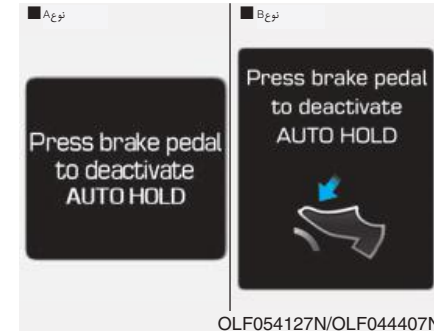 ■ نوعA
Press brake pedal
to deactivate
AUTO HOLD
■ نوعB
Press brake pedal
to deactivate
AUTO HOLD
OLF054127N/OLF044407N